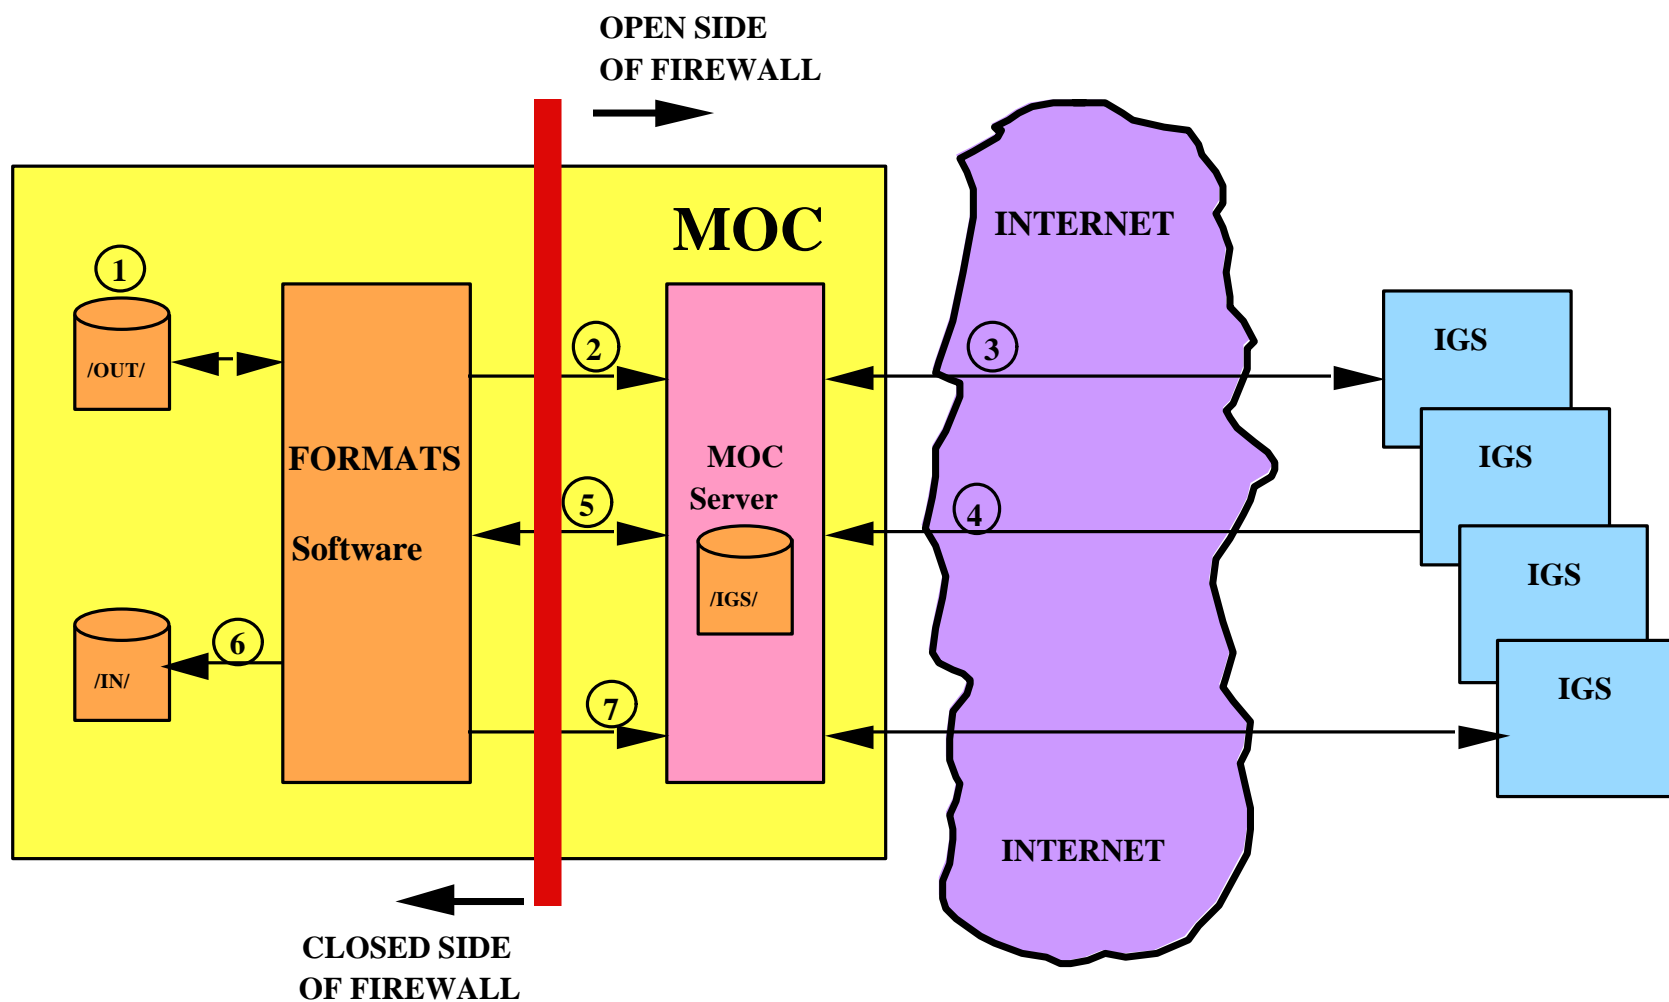 OPEN SIDE
OF FIREWALL
MOC
INTERNET
1
/OUT/
2
3
IGS
FORMATS
Software
MOC
Server
IGS
5
4
/IGS/
IGS
6
/IN/
7
IGS
INTERNET
CLOSED SIDE
OF FIREWALL